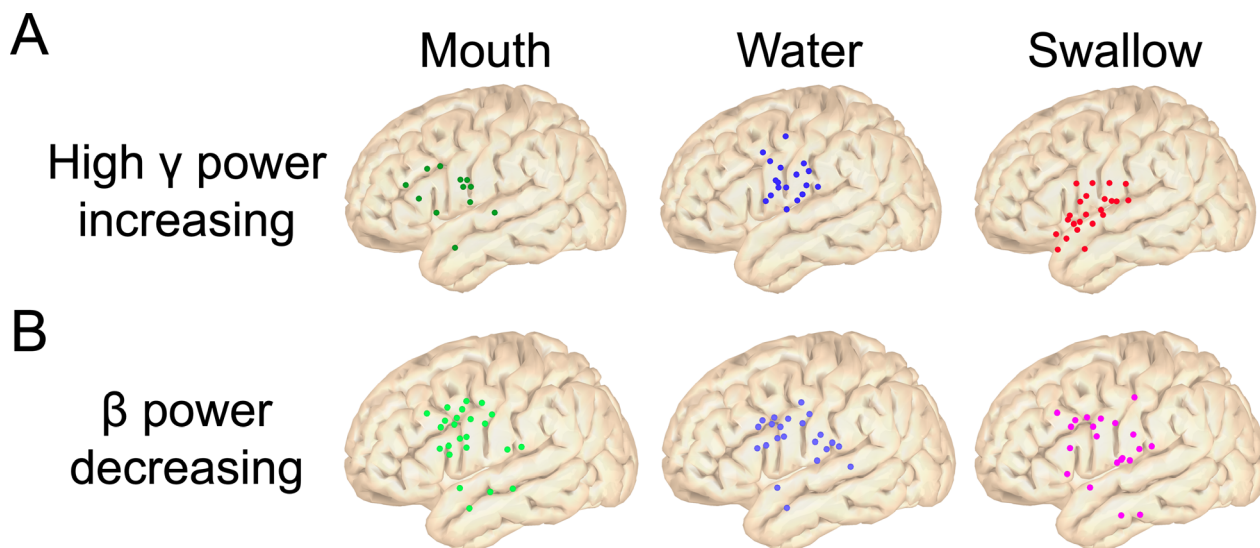 A
Mouth
Water
Swallow
High γ power
increasing
B
β power
decreasing